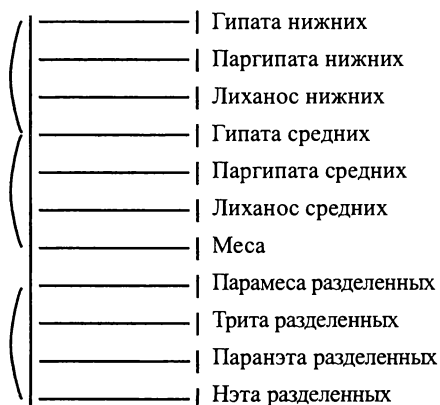 Гипата нижних
Паргипата нижних
Лиханос нижних
Гипата средних
Паргипата средних
Лиханос средних
Меса
Парамеса разделенных
Трита разделенных
Паранэта разделенных
Нэта разделенных